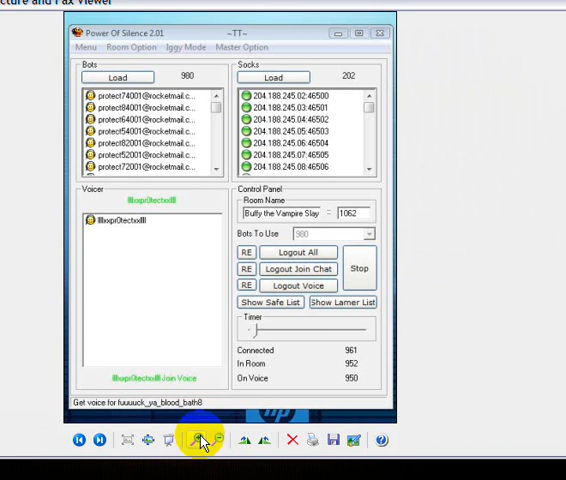 cture and Fax Viewer
Power Of Silence 2.01
~TT~
Menu Room Option Iggy Mode Master Option
Bots
Load
980
protect74001@rocketmail.c...
protect84001@rocketmail.c...
protect64001@rocketmail.c...
protect54001@rocketmail.c...
protect82001@rocketmail.c...
protect52001@rocketmail.c...
protect72001@rocketmail.c...
Socks
Load
202
204.188.245.02:46500
204.188.245.03:46501
204.188.245.04:46502
204.188.245.05:46503
204.188.245.06:46504
204.188.245.07:46505
204.188.245.08:46506
Voicer
Join Voice
Control Panel
Room Name
Buffy the Vampire Slay = 1062
Bots To Use 980
RE Logout All
RE Logout Join Chat
RE Logout Voice
Stop
Show Safe List Show Lamer List
Timer
Connected 961
In Room 952
On Voice 950
Get voice for fuuuuck_ya_blood_bath8
hp